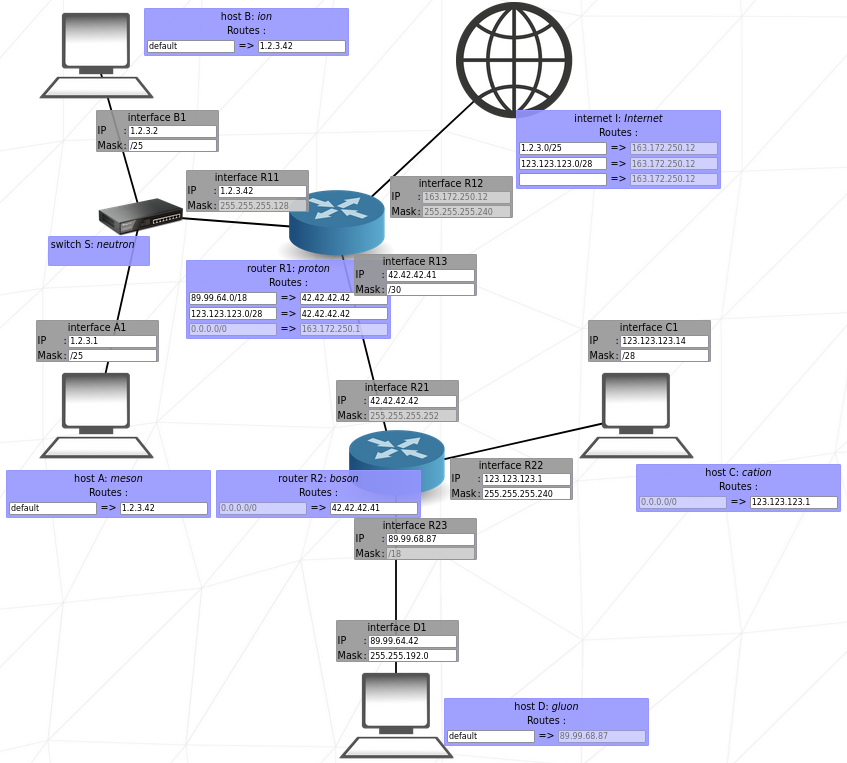 host B: ion
Routes :
default => 1.2.3.42
interface B1
IP : 1.2.3.2
Mask : /25
internet I: Internet
Routes :
1.2.3.0/25 => 163.172.250.12
123.123.123.0/28 => 163.172.250.12
=> 163.172.250.12
interface R11
IP : 1.2.3.42
Mask : 255.255.255.128
interface R12
IP : 163.172.250.12
Mask : 255.255.255.240
switch S: neutron
router R1: proton
Routes :
89.99.64.0/18 => 42.42.42.42
123.123.123.0/28 => 42.42.42.42
0.0.0.0/0 => 163.172.250.1
interface R13
IP : 42.42.42.41
Mask : /30
interface A1
IP : 1.2.3.1
Mask : /25
interface C1
IP : 123.123.123.14
Mask : /28
interface R21
IP : 42.42.42.42
Mask : 255.255.255.252
interface R22
IP : 123.123.123.1
Mask : 255.255.255.240
host A: meson
Routes :
default => 1.2.3.42
router R2: boson
Routes :
0.0.0.0/0 => 42.42.42.41
host C: cation
Routes :
0.0.0.0/0 => 123.123.123.1
interface R23
IP : 89.99.68.87
Mask : /18
interface D1
IP : 89.99.64.42
Mask : 255.255.192.0
host D: gluon
Routes :
default => 89.99.68.87